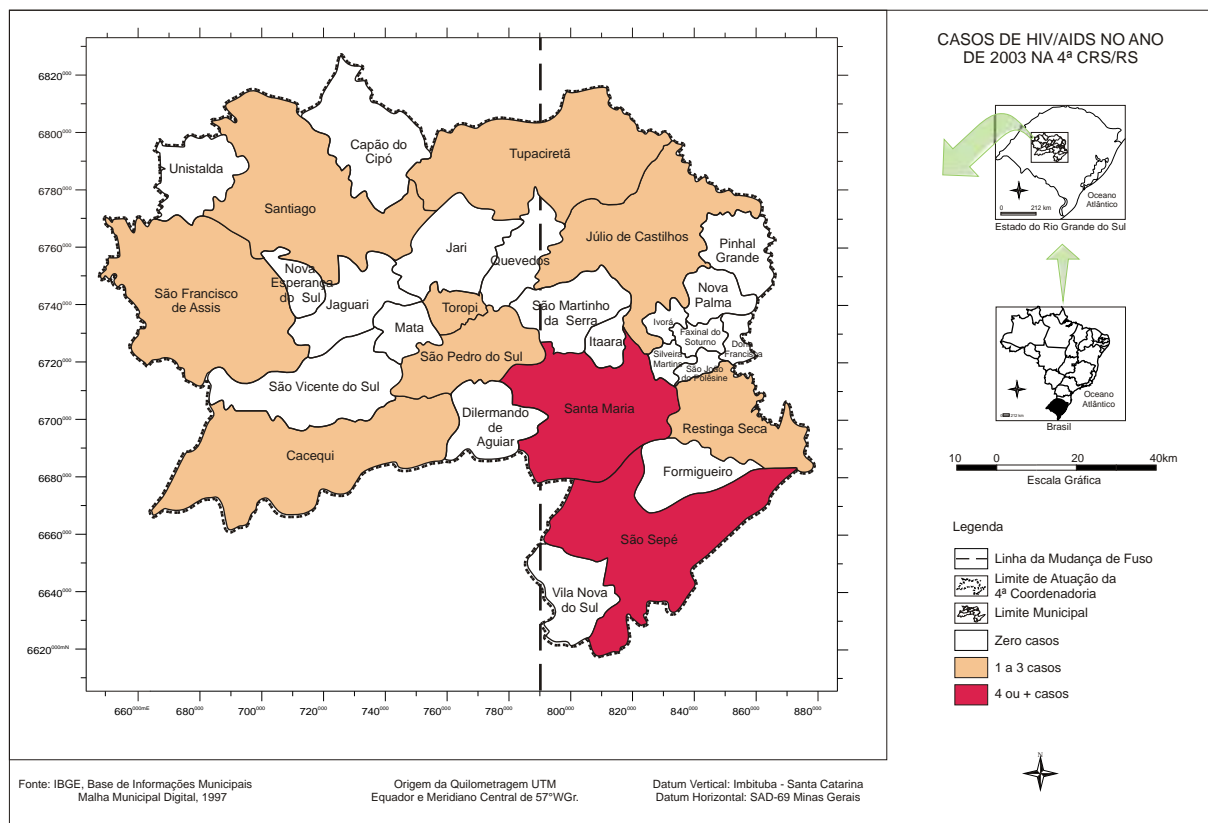 CASOS DE HIV/AIDS NO ANO
DE 2003 NA 4ª CRS/RS
6820000
6800000
6780000
6760000
6740000
6720000
6700000
6680000
6660000
6640000
6620000mN
660000mE
680000
700000
720000
740000
760000
780000
800000
820000
840000
860000
880000
Capão do
Cipó
Unistalda
Tupaciretã
Santiago
Júlio de Castilhos
Jari
Quevedos
Pinhal
Grande
Nova
Esperança
do Sul
São Francisco
de Assis
Jaguari
Mata
Toropi
São Martinho
da Serra
Nova
Palma
Ivorá
Faxinal do
Soturno
Dona
Francisca
Itaara
Silveira
Martins
São João
do Polêsine
São Pedro do Sul
São Vicente do Sul
Santa Maria
Dilermando
de
Aguiar
Restinga Seca
Cacequi
Formigueiro
São Sepé
Vila Nova
do Sul
Oceano
Atlântico
0
212 km
Estado do Rio Grande do Sul
Oceano
Atlântico
0
212 km
Brasil
10
0
20
40km
Escala Gráfica
Legenda
Linha da Mudança de Fuso
Limite de Atuação da
4ª Coordenadoria
Limite Municipal
Zero casos
1 a 3 casos
4 ou + casos
N
Fonte: IBGE, Base de Informações Municipais
Malha Municipal Digital, 1997
Origem da Quilometragem UTM
Equador e Meridiano Central de 57°WGr.
Datum Vertical: Imbituba - Santa Catarina
Datum Horizontal: SAD-69 Minas Gerais